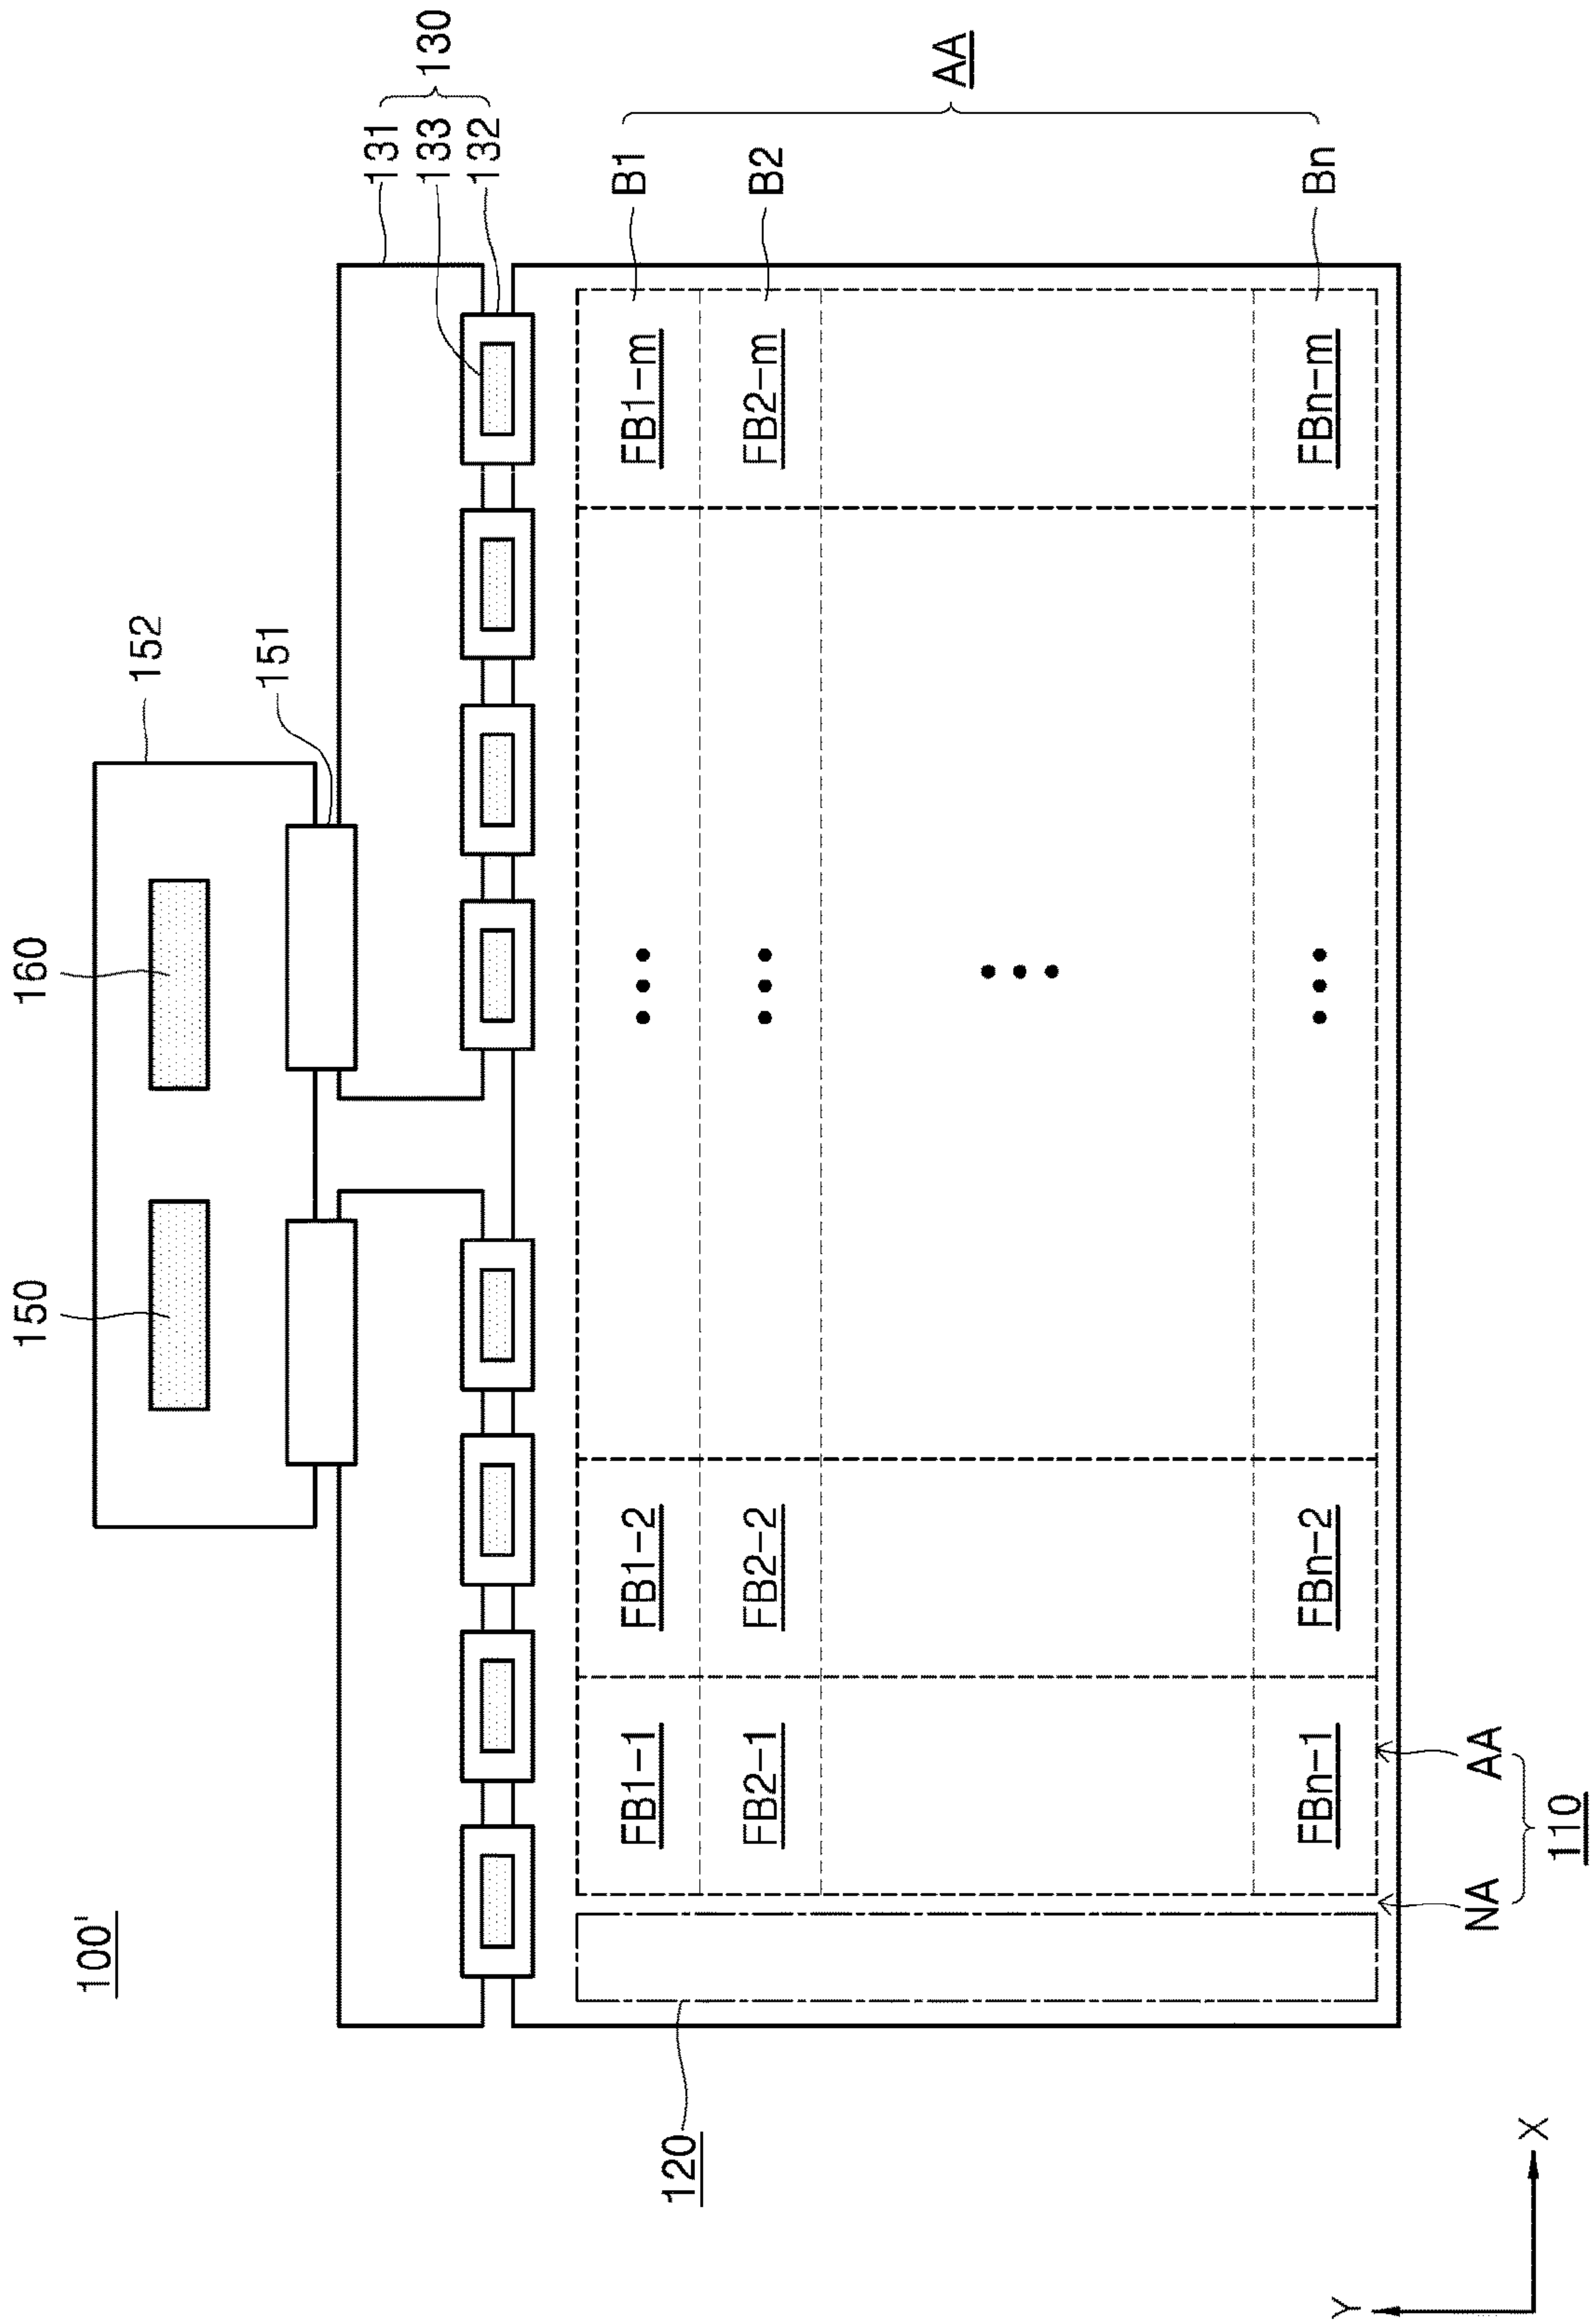 100'
150
160
152
151
131
133
132
130
B1
B2
Bn
AA
FB1-1
FB1-2
FB1-m
FB2-1
FB2-2
FB2-m
FBn-1
FBn-2
FBn-m
120
NA
AA
110
Y
X